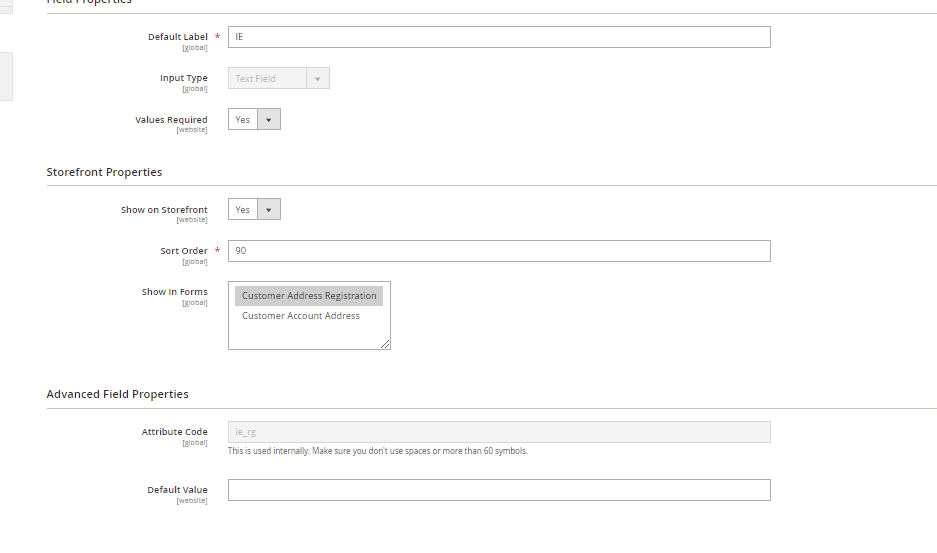 Field Properties
Default Label * IE
[global]
Input Type Text Field
[global]
Values Required Yes
[website]
Storefront Properties
Show on Storefront Yes
[website]
Sort Order * 90
[global]
Show In Forms Customer Address Registration
[global]
Customer Account Address
Advanced Field Properties
Attribute Code ie_rg
[global]
This is used internally. Make sure you don't use spaces or more than 60 symbols.
Default Value
[website]